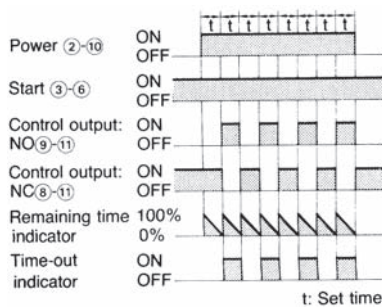 t t t t t t t
Power ②-⑩ ON
OFF
Start ③-⑥ ON
OFF
Control output: ON
NO⑨-⑪ OFF
Control output: ON
NC⑧-⑪ OFF
Remaining time 100%
indicator 0%
Time-out ON
indicator OFF
t: Set time